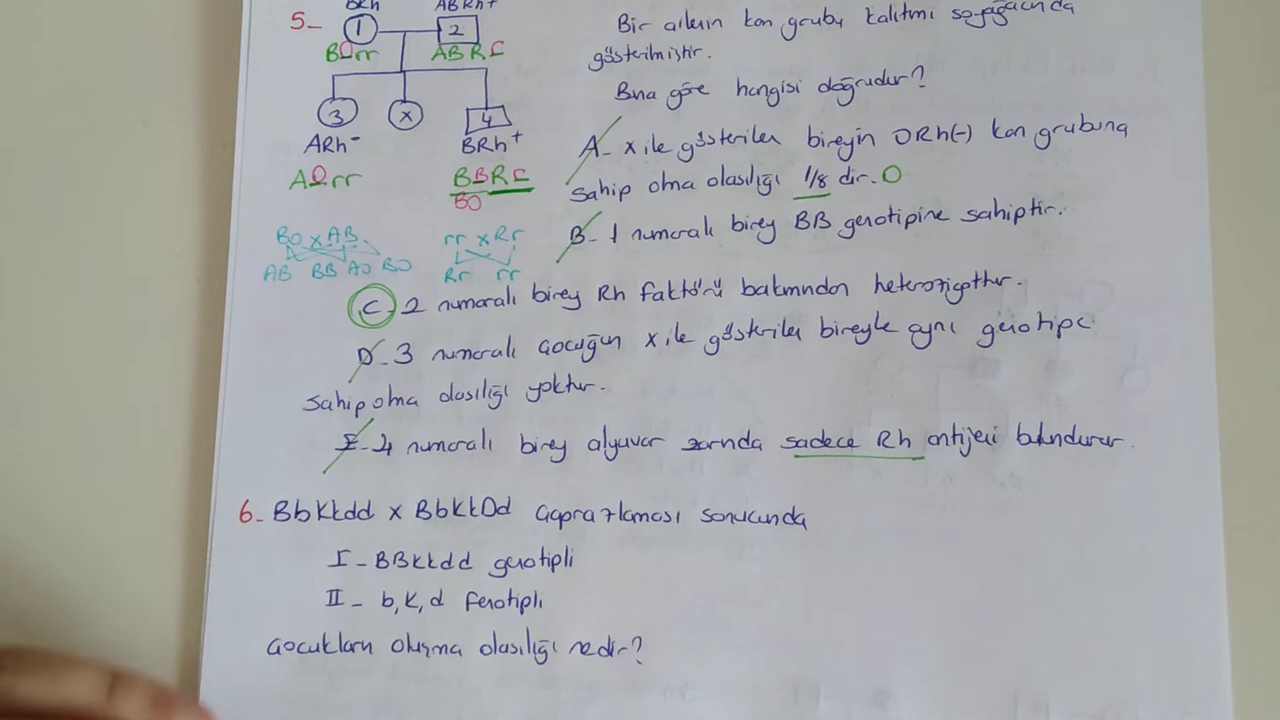 5-
BRh
ABRh+
1
2
BOrr
ABRr
3
x
4
ARh-
BRh+
AOrr
BBRr
BO
BO x AB
AB BB AO BO
rr x Rr
Rr rr
Bir ailenin kan grubu kalıtımı soyağacında
gösterilmiştir.
Buna göre hangisi doğrudur?
A- x ile gösterilen bireyin ORh(-) kan grubuna
sahip olma olasılığı 1/8 dir. O
B- 1 numaralı birey BB genotipine sahiptir.
C- 2 numaralı birey Rh faktörü bakımından heterozigottur.
D- 3 numaralı çocuğun x ile gösterilen bireyle aynı genotipe
sahip olma olasılığı yoktur.
E- 4 numaralı birey alyuvar zarında sadece Rh antijeni bulundurur.
6- BbKkdd x BbKkDd çaprazlaması sonucunda
I- BBkkdd genotipli
II- b,K,d fenotipli
çocukların oluşma olasılığı nedir?